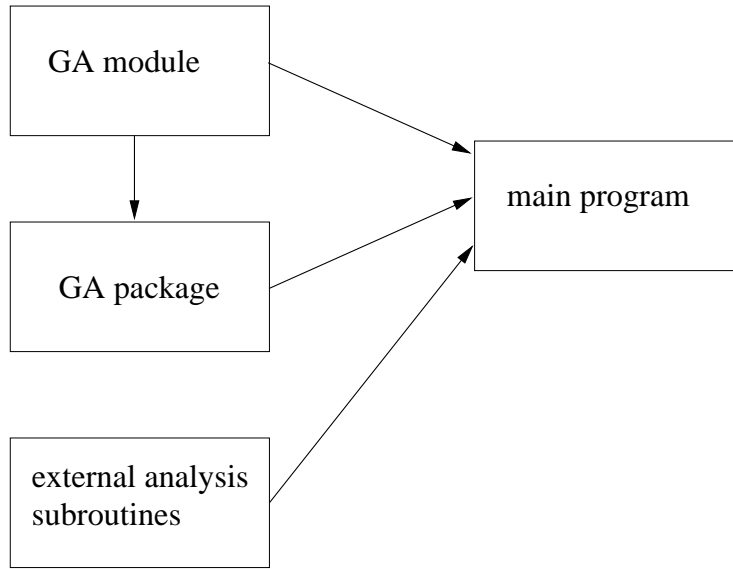 GA module
main program
GA package
external analysis
subroutines